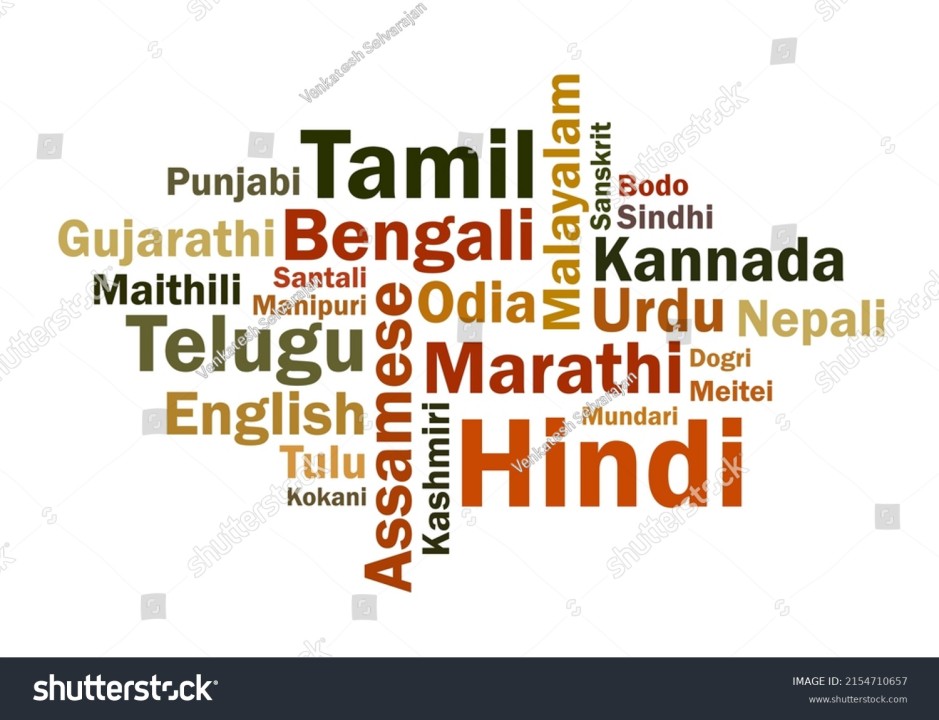 Tamil
Malayalam
Sanskrit
Punjabi
Bodo
Sindhi
Gujarathi
Bengali
Kannada
Maithili
Santali
Manipuri
Odia
Urdu
Nepali
Telugu
Assamese
Marathi
Dogri
Meitei
English
Mundari
Kashmiri
Hindi
Tulu
Kokani
Venkatesh Selvarajan
Venkatesh Selvarajan
Venkatesh Selvarajan
shutterstock
shutterstock
shutterstock
shutterstock
shutterstock
shutterstock
IMAGE ID: 2154710657
www.shutterstock.com